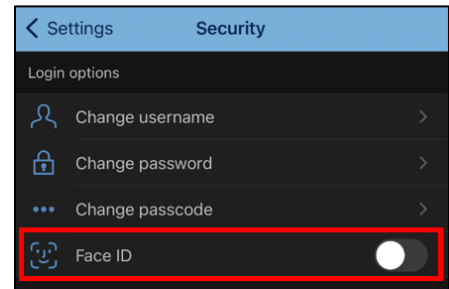 Settings
Security
Login options
Change username
Change password
Change passcode
Face ID